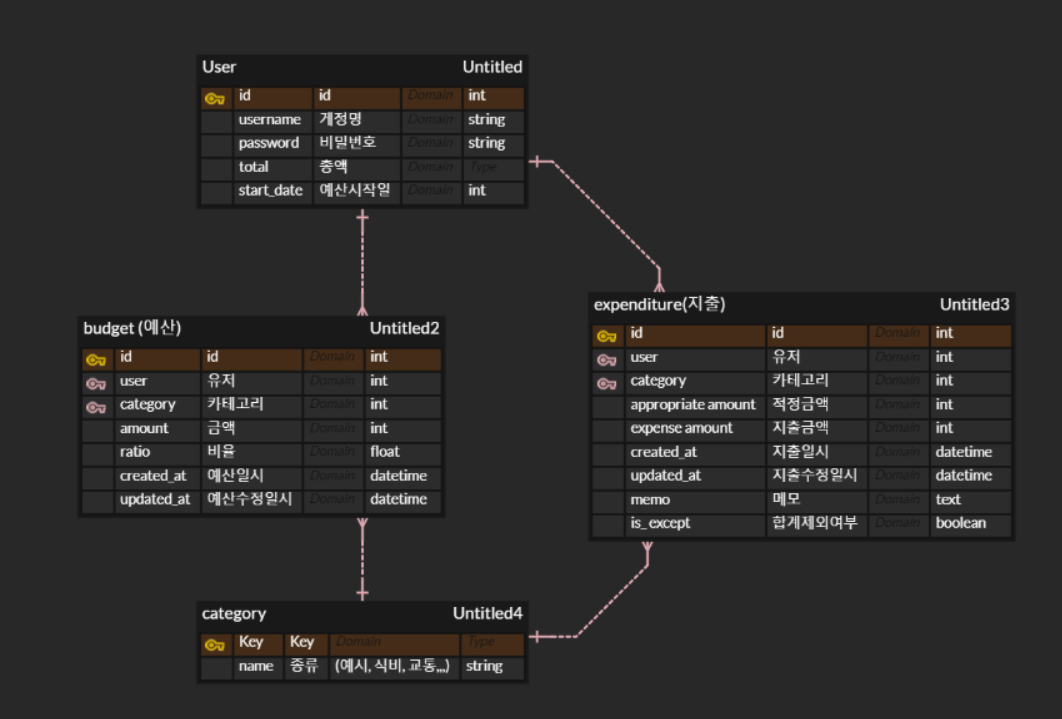 User Untitled
id id Domain int
username 게정명 Domain string
password 비밀번호 Domain string
total 총액 Domain Type
start_date 예산시작일 Domain int
budget (예산) Untitled2
id id Domain int
user 유저 Domain int
category 카테고리 Domain int
amount 금액 Domain int
ratio 비율 Domain float
created_at 예산일시 Domain datetime
updated_at 예산수정일시 Domain datetime
expenditure(지출) Untitled3
id id Domain int
user 유저 Domain int
category 카테고리 Domain int
appropriate amount 적정금액 Domain int
expense amount 지출금액 Domain int
created_at 지출일시 Domain datetime
updated_at 지출수정일시 Domain datetime
memo 메모 Domain text
is_except 합계제외여부 Domain boolean
category Untitled4
Key Key Domain Type
name 종류 (예시, 식비, 교통,,,,) string